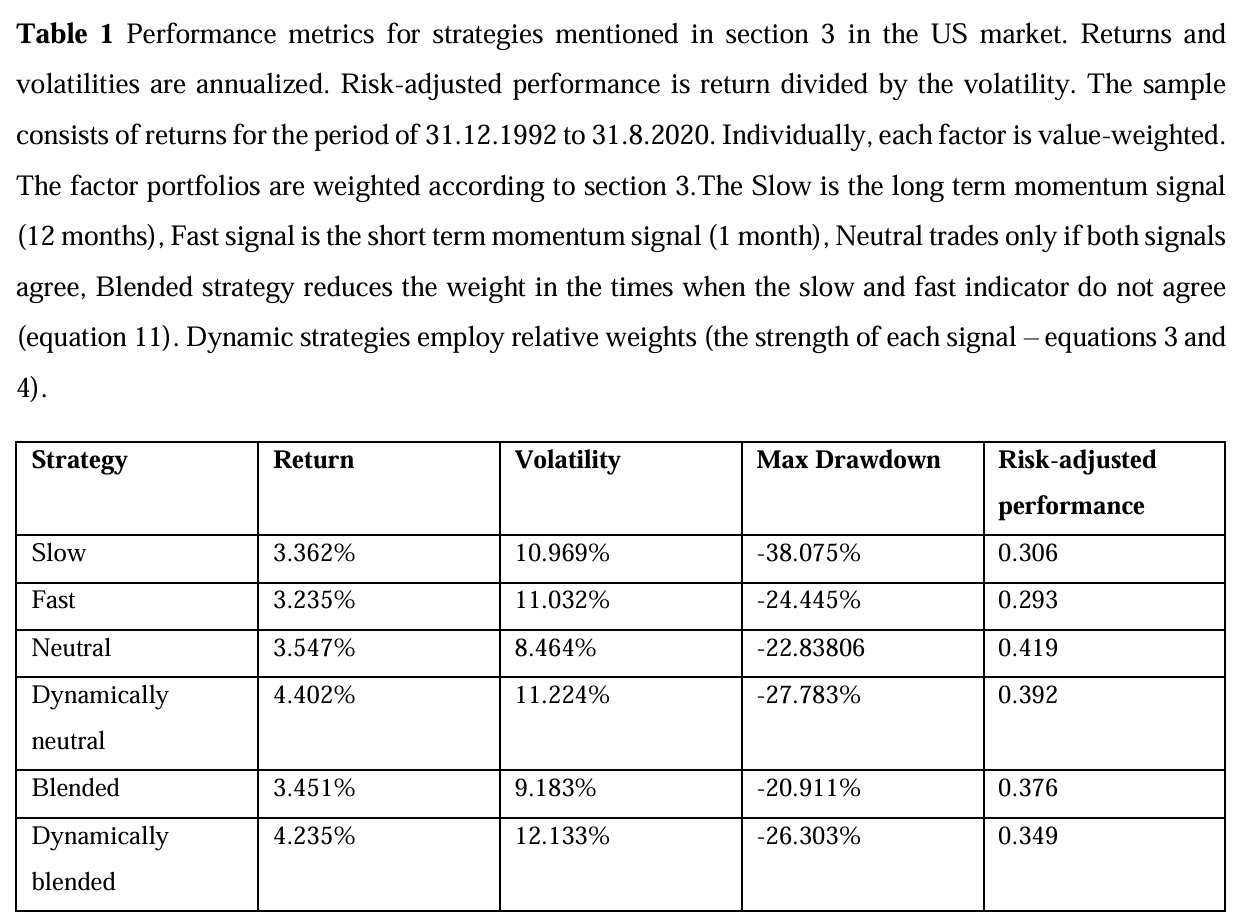 Table 1 Performance metrics for strategies mentioned in section 3 in the US market. Returns and
volatilities are annualized. Risk-adjusted performance is return divided by the volatility. The sample
consists of returns for the period of 31.12.1992 to 31.8.2020. Individually, each factor is value-weighted.
The factor portfolios are weighted according to section 3.The Slow is the long term momentum signal
(12 months), Fast signal is the short term momentum signal (1 month), Neutral trades only if both signals
agree, Blended strategy reduces the weight in the times when the slow and fast indicator do not agree
(equation 11). Dynamic strategies employ relative weights (the strength of each signal – equations 3 and
4).
Strategy Return Volatility Max Drawdown Risk-adjusted
performance
Slow 3.362% 10.969% -38.075% 0.306
Fast 3.235% 11.032% -24.445% 0.293
Neutral 3.547% 8.464% -22.83806 0.419
Dynamically 4.402% 11.224% -27.783% 0.392
neutral
Blended 3.451% 9.183% -20.911% 0.376
Dynamically 4.235% 12.133% -26.303% 0.349
blended